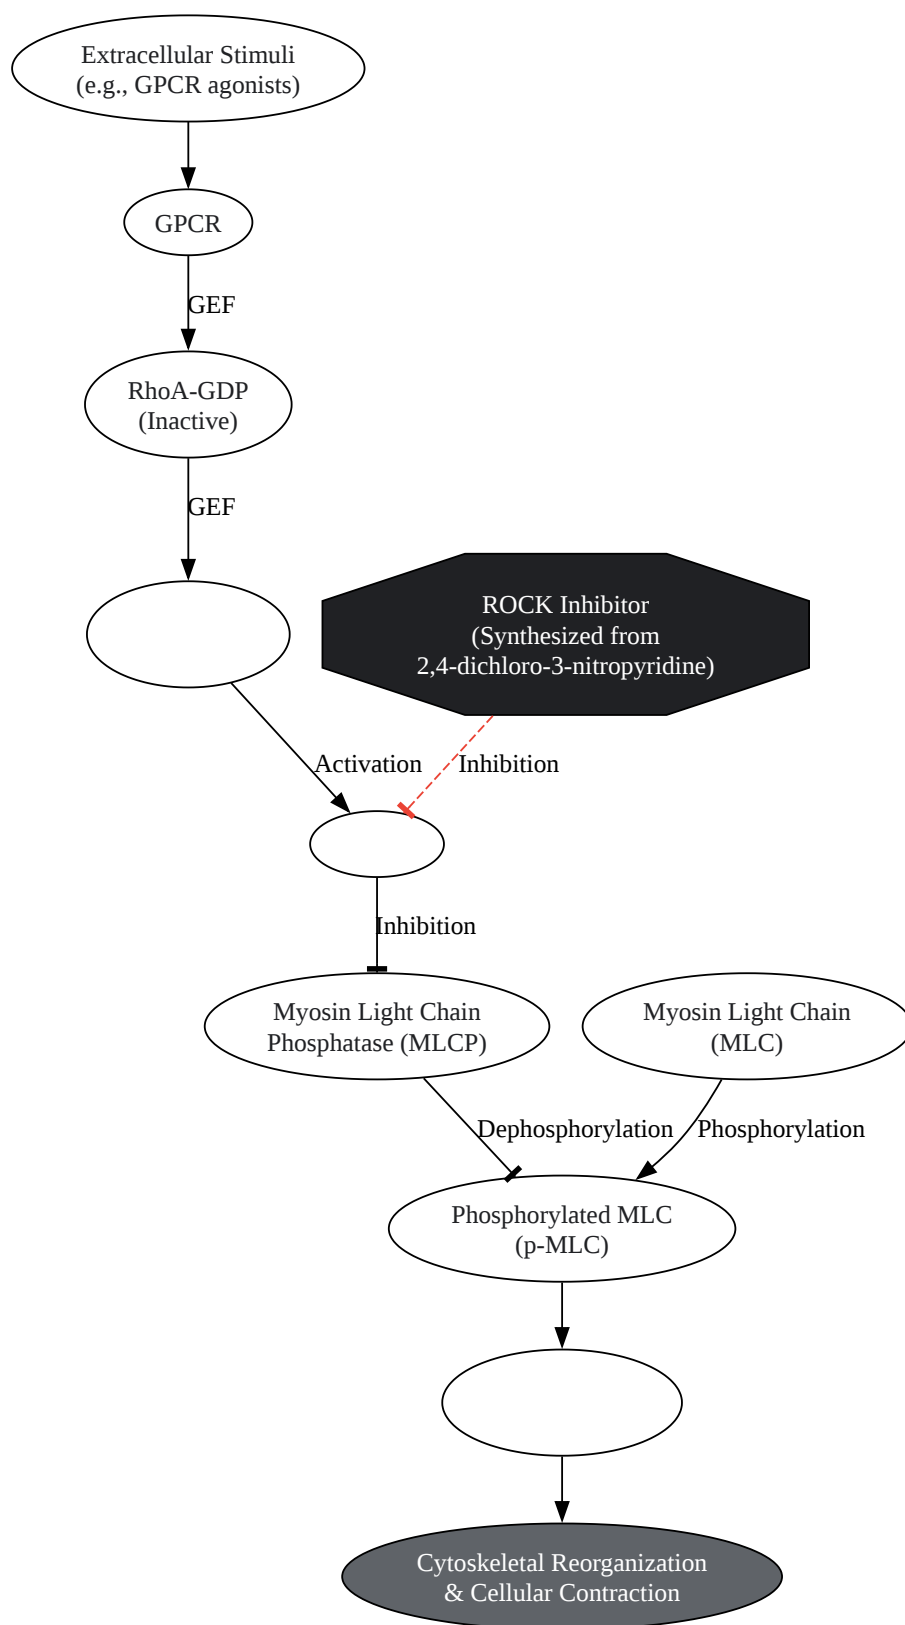 Extracellular Stimuli
(e.g., GPCR agonists)
GPCR
GEF
RhoA-GDP
(Inactive)
GEF
ROCK Inhibitor
(Synthesized from
2,4-dichloro-3-nitropyridine)
Activation
Inhibition
Inhibition
Myosin Light Chain
Phosphatase (MLCP)
Myosin Light Chain
(MLC)
Dephosphorylation
Phosphorylation
Phosphorylated MLC
(p-MLC)
Cytoskeletal Reorganization
& Cellular Contraction